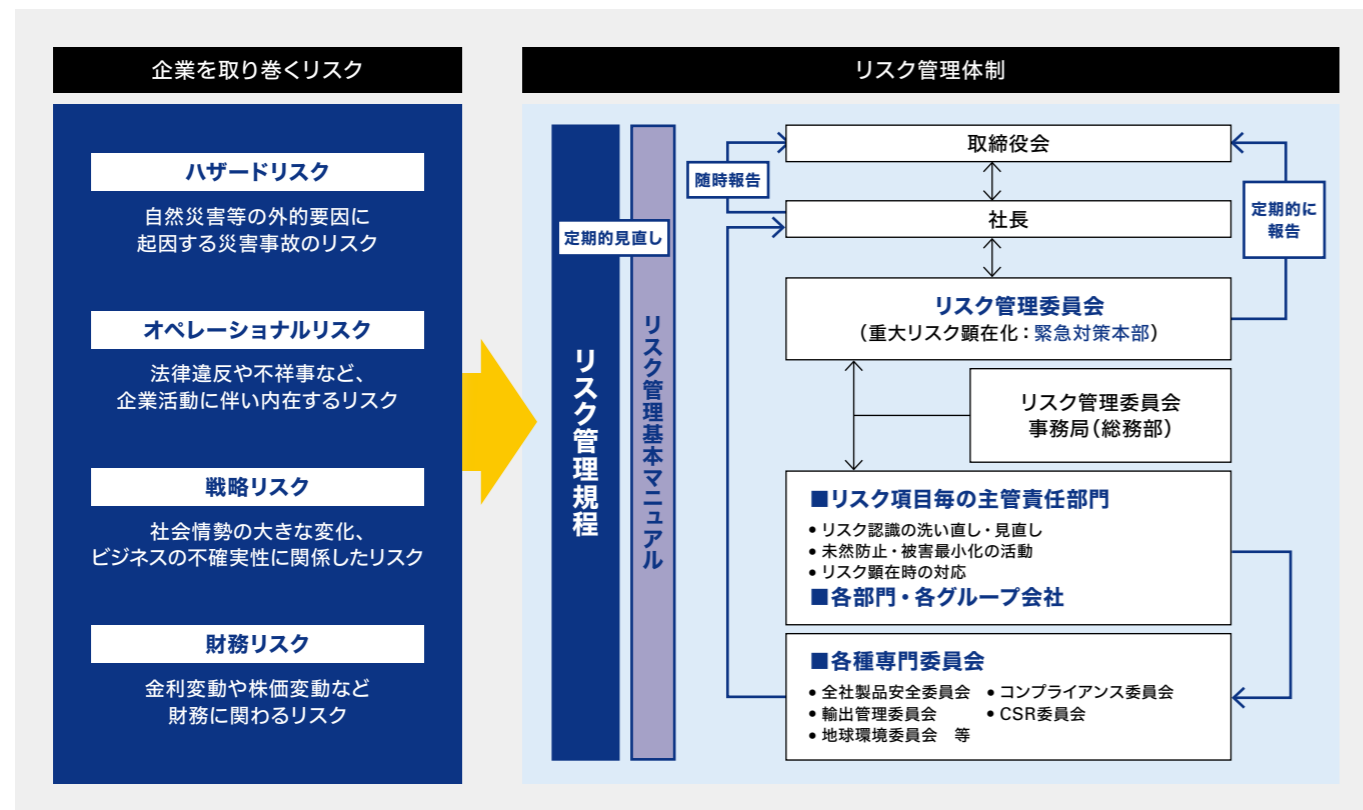 企業を取り巻くリスク
ハザードリスク
自然災害等の外的要因に
起因する災害事故のリスク
オペレーショナルリスク
法律違反や不祥事など、
企業活動に伴い内在するリスク
戦略リスク
社会情勢の大きな変化、
ビジネスの不確実性に関係したリスク
財務リスク
金利変動や株価変動など
財務に関わるリスク
リスク管理体制
リスク管理規程
リスク管理基本マニュアル
定期的見直し
随時報告
定期的に
報告
取締役会
社長
リスク管理委員会
（重大リスク顕在化：緊急対策本部）
リスク管理委員会
事務局（総務部）
■リスク項目毎の主管責任部門
• リスク認識の洗い直し・見直し
• 未然防止・被害最小化の活動
• リスク顕在時の対応
■各部門・各グループ会社
■各種専門委員会
• 全社製品安全委員会 • コンプライアンス委員会
• 輸出管理委員会 • CSR委員会
• 地球環境委員会　等